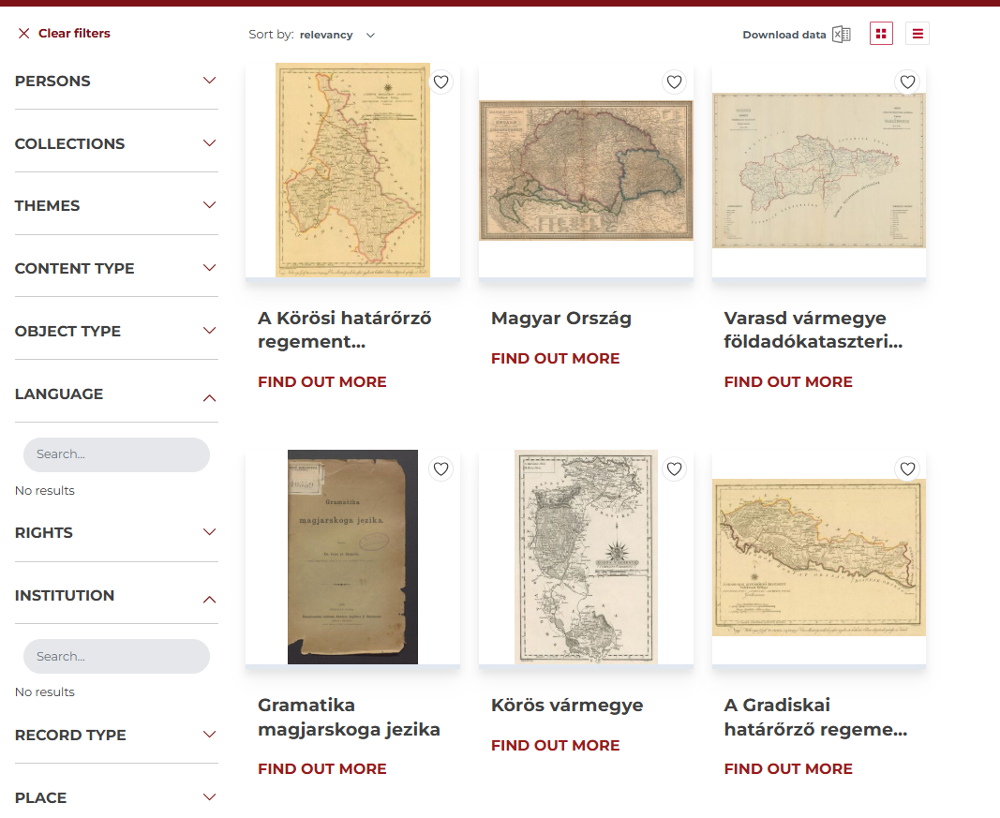 Clear filters
Sort by: relevancy
Download data
PERSONS
COLLECTIONS
THEMES
CONTENT TYPE
OBJECT TYPE
LANGUAGE
Search...
No results
RIGHTS
INSTITUTION
Search...
No results
RECORD TYPE
PLACE
A Körösi határőrző
regement...
FIND OUT MORE
Magyar Ország
FIND OUT MORE
Varasd vármegye
földadókataszteri...
FIND OUT MORE
Gramatika
magjarskoga jezika.
Gramatika
magjarskoga jezika
FIND OUT MORE
Körös vármegye
FIND OUT MORE
A Gradiskai
határőrző regeme...
FIND OUT MORE